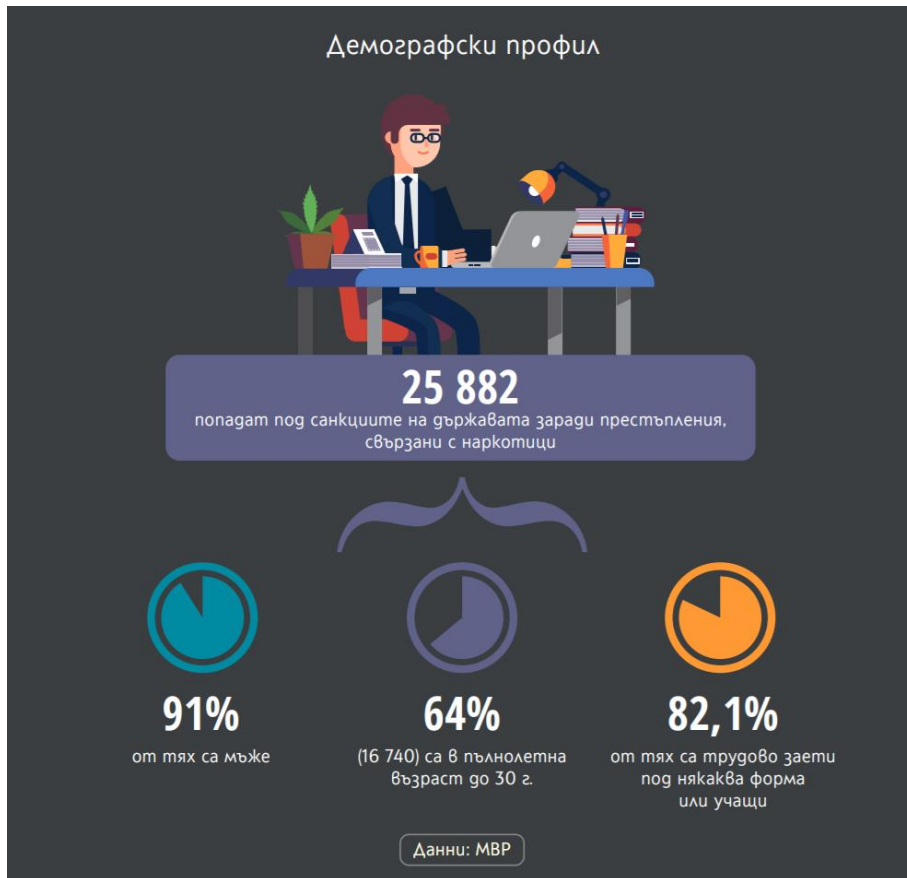 Демографски профил
25 882
попадат под санкциите на държавата заради престъпления,
свързани с наркотици
91%
от тях са мъже
64%
(16 740) са в пълнолетна
възраст до 30 г.
82,1%
от тях са трудово заети
под някаква форма
или учащи
Данни: МВР